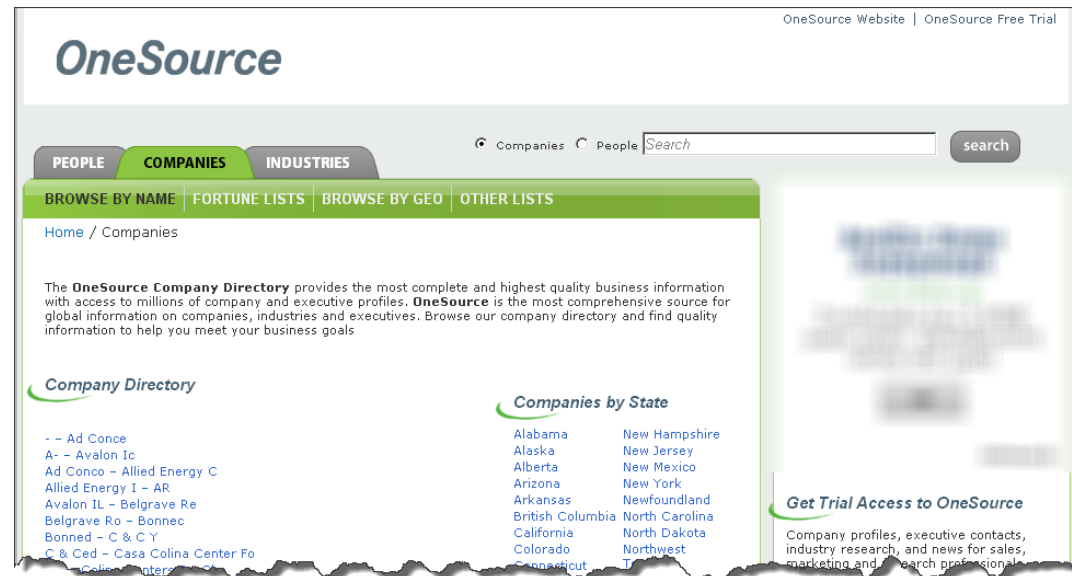 OneSource Website | OneSource Free Trial
OneSource
Companies People Search search
PEOPLE COMPANIES INDUSTRIES
BROWSE BY NAME FORTUNE LISTS BROWSE BY GEO OTHER LISTS
Home / Companies
The OneSource Company Directory provides the most complete and highest quality business information
with access to millions of company and executive profiles. OneSource is the most comprehensive source for
global information on companies, industries and executives. Browse our company directory and find quality
information to help you meet your business goals
Company Directory
- – Ad Conce
A- – Avalon Ic
Ad Conco – Allied Energy C
Allied Energy I – AR
Avalon IL – Belgrave Re
Belgrave Ro – Bonnec
Bonned – C & C Y
C & Ced – Casa Colina Center Fo
Companies by State
Alabama New Hampshire
Alaska New Jersey
Alberta New Mexico
Arizona New York
Arkansas Newfoundland
British Columbia North Carolina
California North Dakota
Colorado Northwest
Connecticut
Get Trial Access to OneSource
Company profiles, executive contacts,
industry research, and news for sales,
marketing and professionals